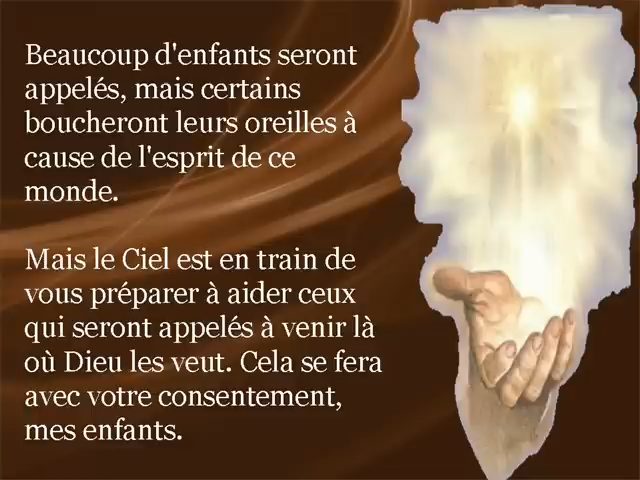 Beaucoup d'enfants seront
appelés, mais certains
boucheront leurs oreilles à
cause de l'esprit de ce
monde.
Mais le Ciel est en train de
vous préparer à aider ceux
qui seront appelés à venir là
où Dieu les veut. Cela se fera
avec votre consentement,
mes enfants.